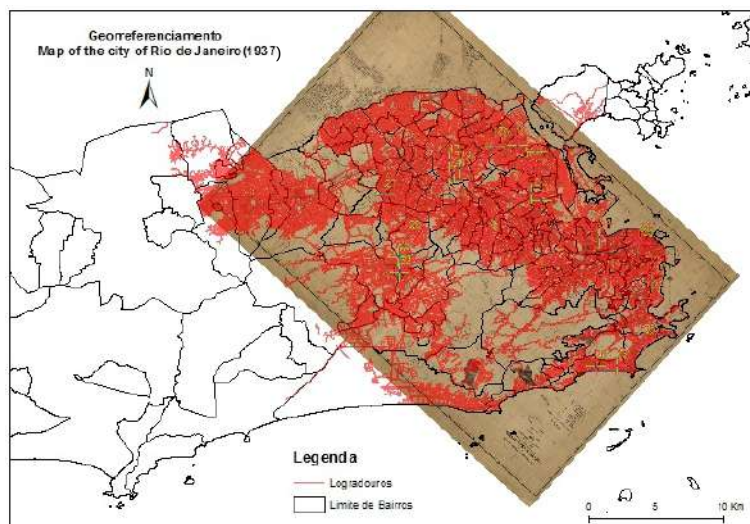 Georreferenciamento
Map of the city of Rio de Janeiro(1937)
N
Legenda
Logradouros
Limite de Bairros
0 5 10 Km